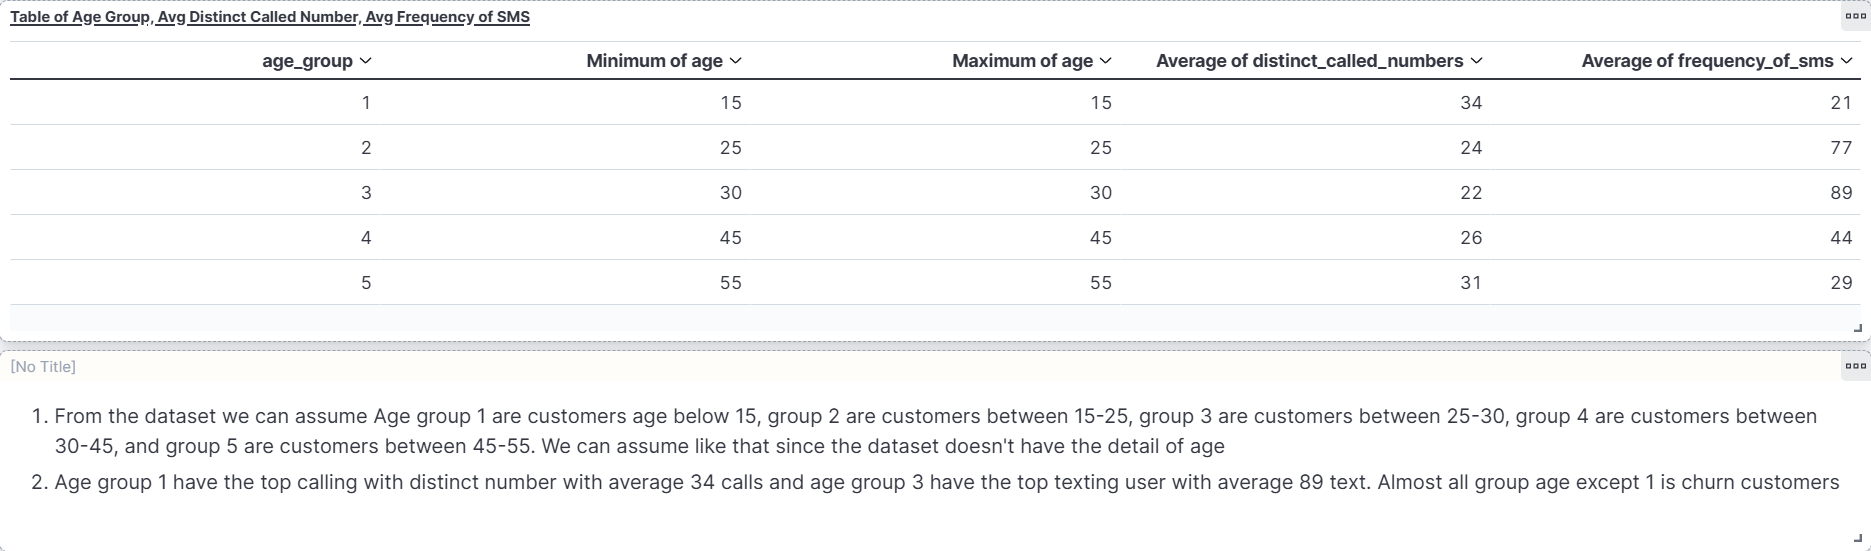 Table of Age Group, Avg Distinct Called Number, Avg Frequency of SMS
age_group Minimum of age Maximum of age Average of distinct_called_numbers Average of frequency_of_sms
1 15 15 34 21
2 25 25 24 77
3 30 30 22 89
4 45 45 26 44
5 55 55 31 29
[No Title]
1. From the dataset we can assume Age group 1 are customers age below 15, group 2 are customers between 15-25, group 3 are customers between 25-30, group 4 are customers between
30-45, and group 5 are customers between 45-55. We can assume like that since the dataset doesn't have the detail of age
2. Age group 1 have the top calling with distinct number with average 34 calls and age group 3 have the top texting user with average 89 text. Almost all group age except 1 is churn customers